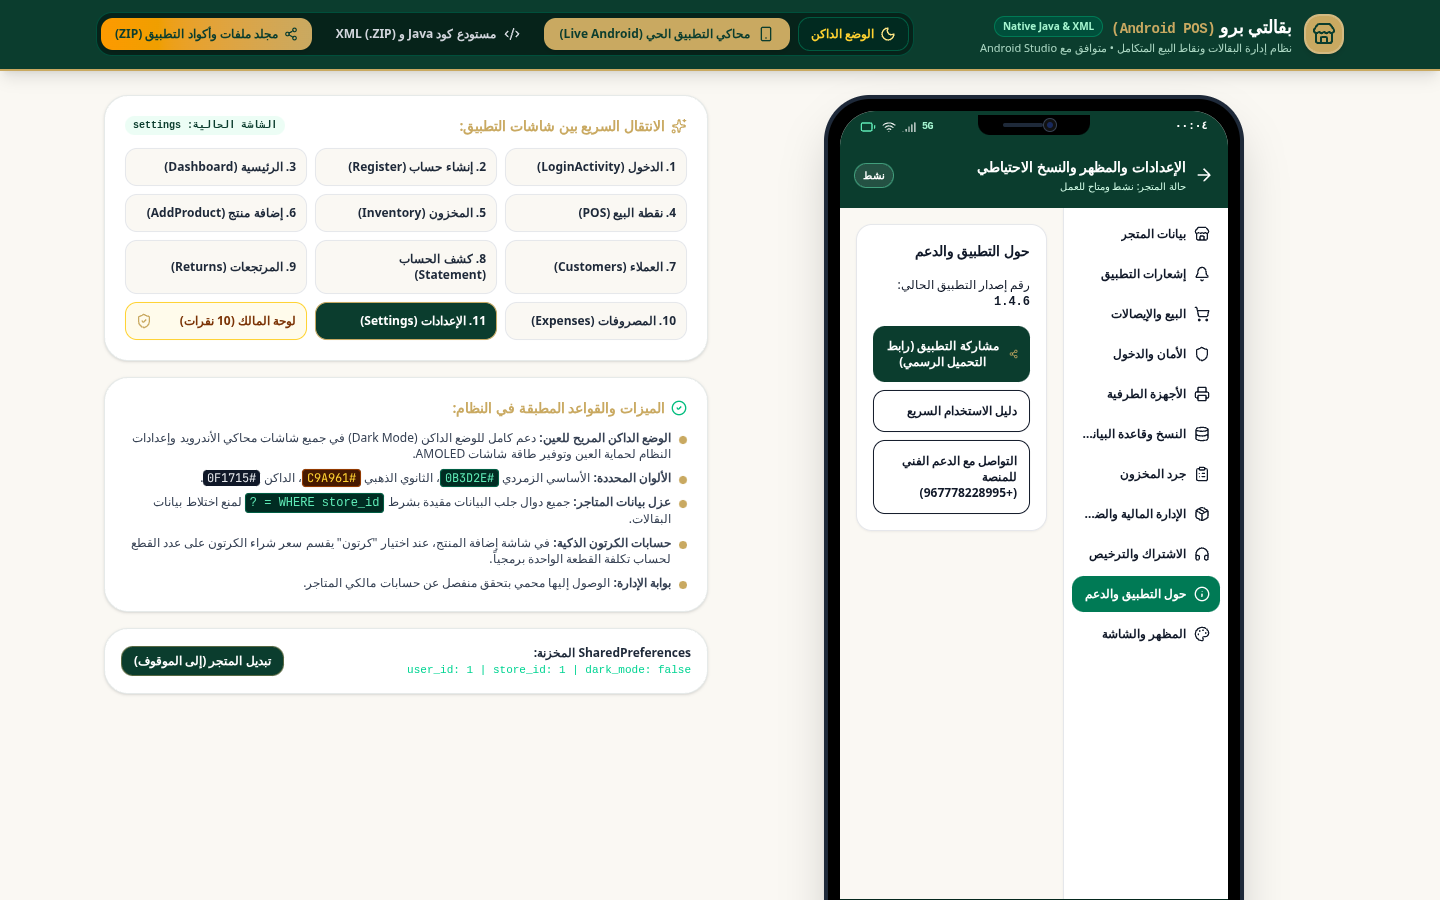 بقالتي برو (Android POS) Native Java & XML
نظام إدارة البقالات ونقاط البيع المتكامل • متوافق مع Android Studio
الوضع الداكن
محاكي التطبيق الحي (Live Android)
مستودع كود Java و XML (.ZIP)
مجلد ملفات وأكواد التطبيق (ZIP)
٠٠:٠٤
5G
الإعدادات والمظهر والنسخ الاحتياطي
حالة المتجر: نشط ومتاح للعمل
نشط
بيانات المتجر
إشعارات التطبيق
البيع والإيصالات
الأمان والدخول
الأجهزة الطرفية
النسخ وقاعدة البيانـ...
جرد المخزون
الإدارة المالية والضـ...
الاشتراك والترخيص
حول التطبيق والدعم
المظهر والشاشة
حول التطبيق والدعم
رقم إصدار التطبيق الحالي:
1.4.6
مشاركة التطبيق (رابط
التحميل الرسمي)
دليل الاستخدام السريع
التواصل مع الدعم الفني
للمنصة
(+967778228995)
الانتقال السريع بين شاشات التطبيق:
الشاشة الحالية: settings
1. الدخول (LoginActivity)
2. إنشاء حساب (Register)
3. الرئيسية (Dashboard)
4. نقطة البيع (POS)
5. المخزون (Inventory)
6. إضافة منتج (AddProduct)
7. العملاء (Customers)
8. كشف الحساب
(Statement)
9. المرتجعات (Returns)
10. المصروفات (Expenses)
11. الإعدادات (Settings)
لوحة المالك (10 نقرات)
الميزات والقواعد المطبقة في النظام:
الوضع الداكن المريح للعين: دعم كامل للوضع الداكن (Dark Mode) في جميع شاشات محاكي الأندرويد وإعدادات
النظام لحماية العين وتوفير طاقة شاشات AMOLED.
الألوان المحددة: الأساسي الزمردي #0B3D2E، الثانوي الذهبي #C9A961، الداكن #0F1715.
عزل بيانات المتاجر: جميع دوال جلب البيانات مقيدة بشرط WHERE store_id = ? لمنع اختلاط بيانات
البقالات.
حسابات الكرتون الذكية: في شاشة إضافة المنتج، عند اختيار "كرتون" يقسم سعر شراء الكرتون على عدد القطع
لحساب تكلفة القطعة الواحدة برمجياً.
بوابة الإدارة: الوصول إليها محمي بتحقق منفصل عن حسابات مالكي المتاجر.
SharedPreferences المخزنة:
user_id: 1 | store_id: 1 | dark_mode: false
تبديل المتجر (إلى الموقوف)